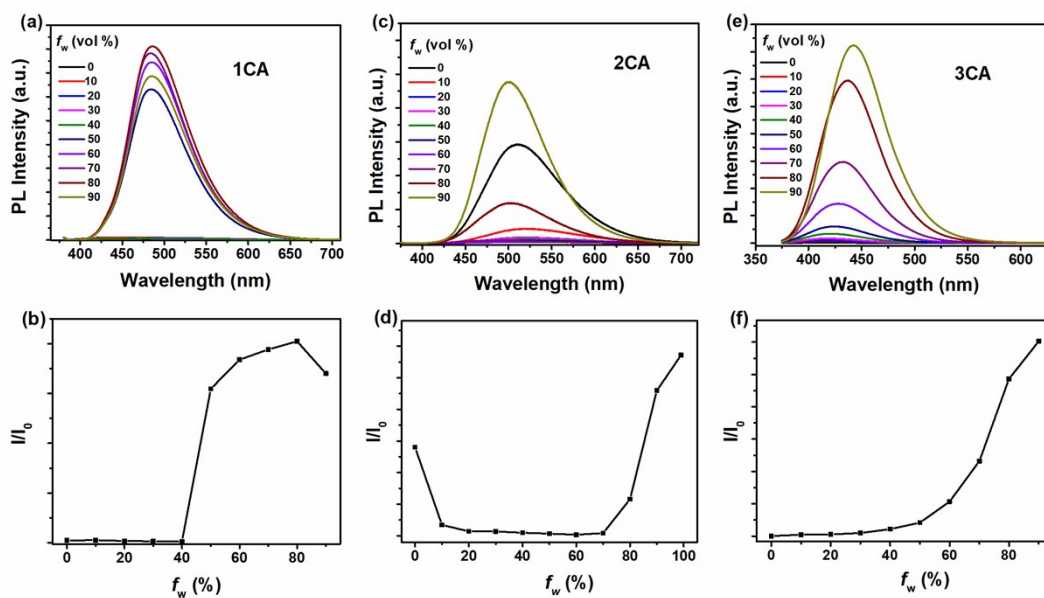 (a)
f_w (vol %)
0
10
20
30
40
50
60
70
80
90
1CA
PL Intensity (a.u.)
400 450 500 550 600 650 700
Wavelength (nm)
(c)
f_w (vol %)
0
10
20
30
40
50
60
70
80
90
2CA
PL Intensity (a.u.)
400 450 500 550 600 650 700
Wavelength (nm)
(e)
f_w (vol %)
0
10
20
30
40
50
60
70
80
90
3CA
PL Intensity (a.u.)
350 400 450 500 550 600
Wavelength (nm)
(b)
I/I₀
0 20 40 60 80
f_w (%)
(d)
I/I₀
0 20 40 60 80 100
f_w (%)
(f)
I/I₀
0 20 40 60 80
f_w (%)